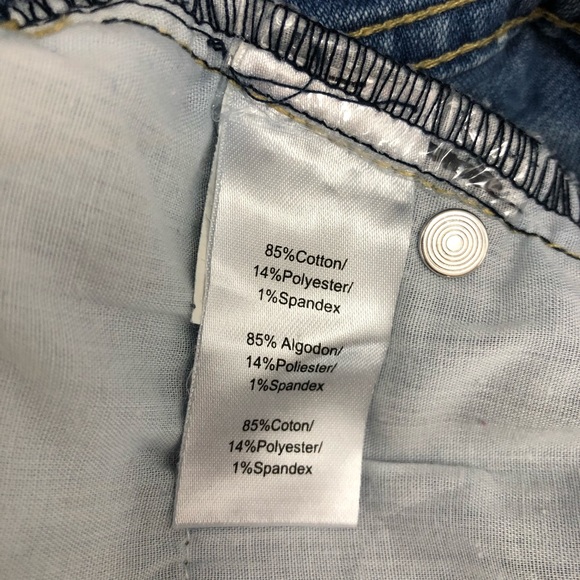 85%Cotton/
14%Polyester/
1%Spandex
85% Algodon/
14%Poliester/
1%Spandex
85%Coton/
14%Polyester/
1%Spandex